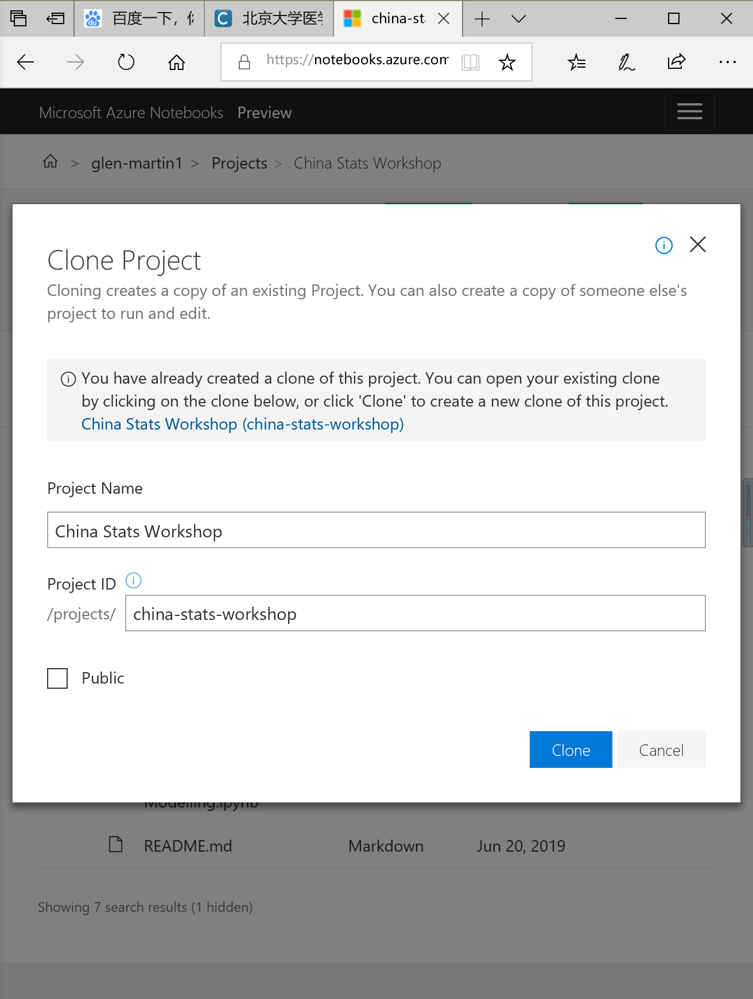 百度一下，
北京大学医
china-st
https://notebooks.azure.com
Microsoft Azure Notebooks Preview
> glen-martin1 > Projects > China Stats Workshop
Clone Project
Cloning creates a copy of an existing Project. You can also create a copy of someone else's
project to run and edit.
You have already created a clone of this project. You can open your existing clone
by clicking on the clone below, or click 'Clone' to create a new clone of this project.
China Stats Workshop (china-stats-workshop)
Project Name
China Stats Workshop
Project ID
/projects/ china-stats-workshop
Public
Clone Cancel
Modelling.ipynb
README.md Markdown Jun 20, 2019
Showing 7 search results (1 hidden)